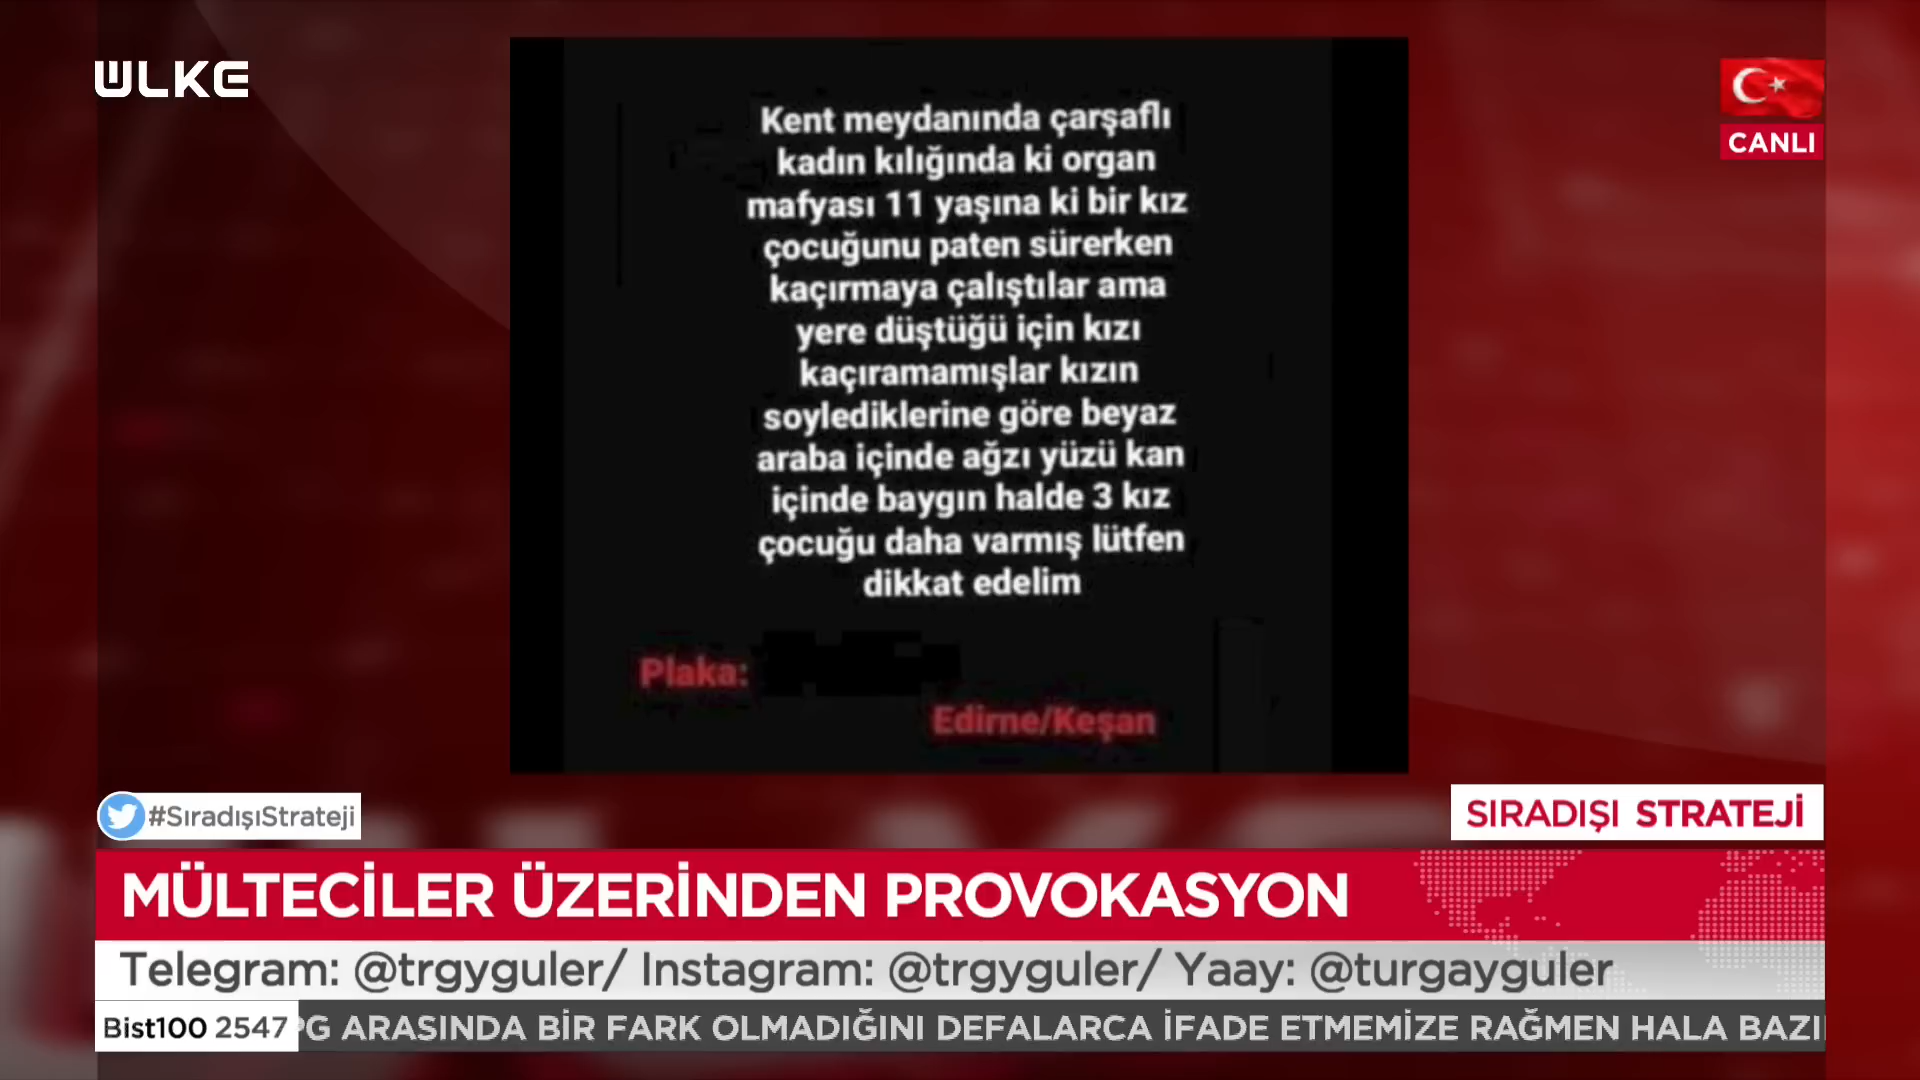 ÜLKE
CANLI
Kent meydanında çarşaflı
kadın kılığında ki organ
mafyası 11 yaşına ki bir kız
çocuğunu paten sürerken
kaçırmaya çalıştılar ama
yere düştüğü için kızı
kaçıramamışlar kızın
soylediklerine göre beyaz
araba içinde ağzı yüzü kan
içinde baygın halde 3 kız
çocuğu daha varmış lütfen
dikkat edelim
Plaka:
Edirne/Keşan
#SıradışıStrateji
SIRADIŞI STRATEJİ
MÜLTECİLER ÜZERİNDEN PROVOKASYON
Telegram: @trgyguler/ Instagram: @trgyguler/ Yaay: @turgayguler
Bist100 2547 PG ARASINDA BİR FARK OLMADIĞINI DEFALARCA İFADE ETMEMİZE RAĞMEN HALA BAZI